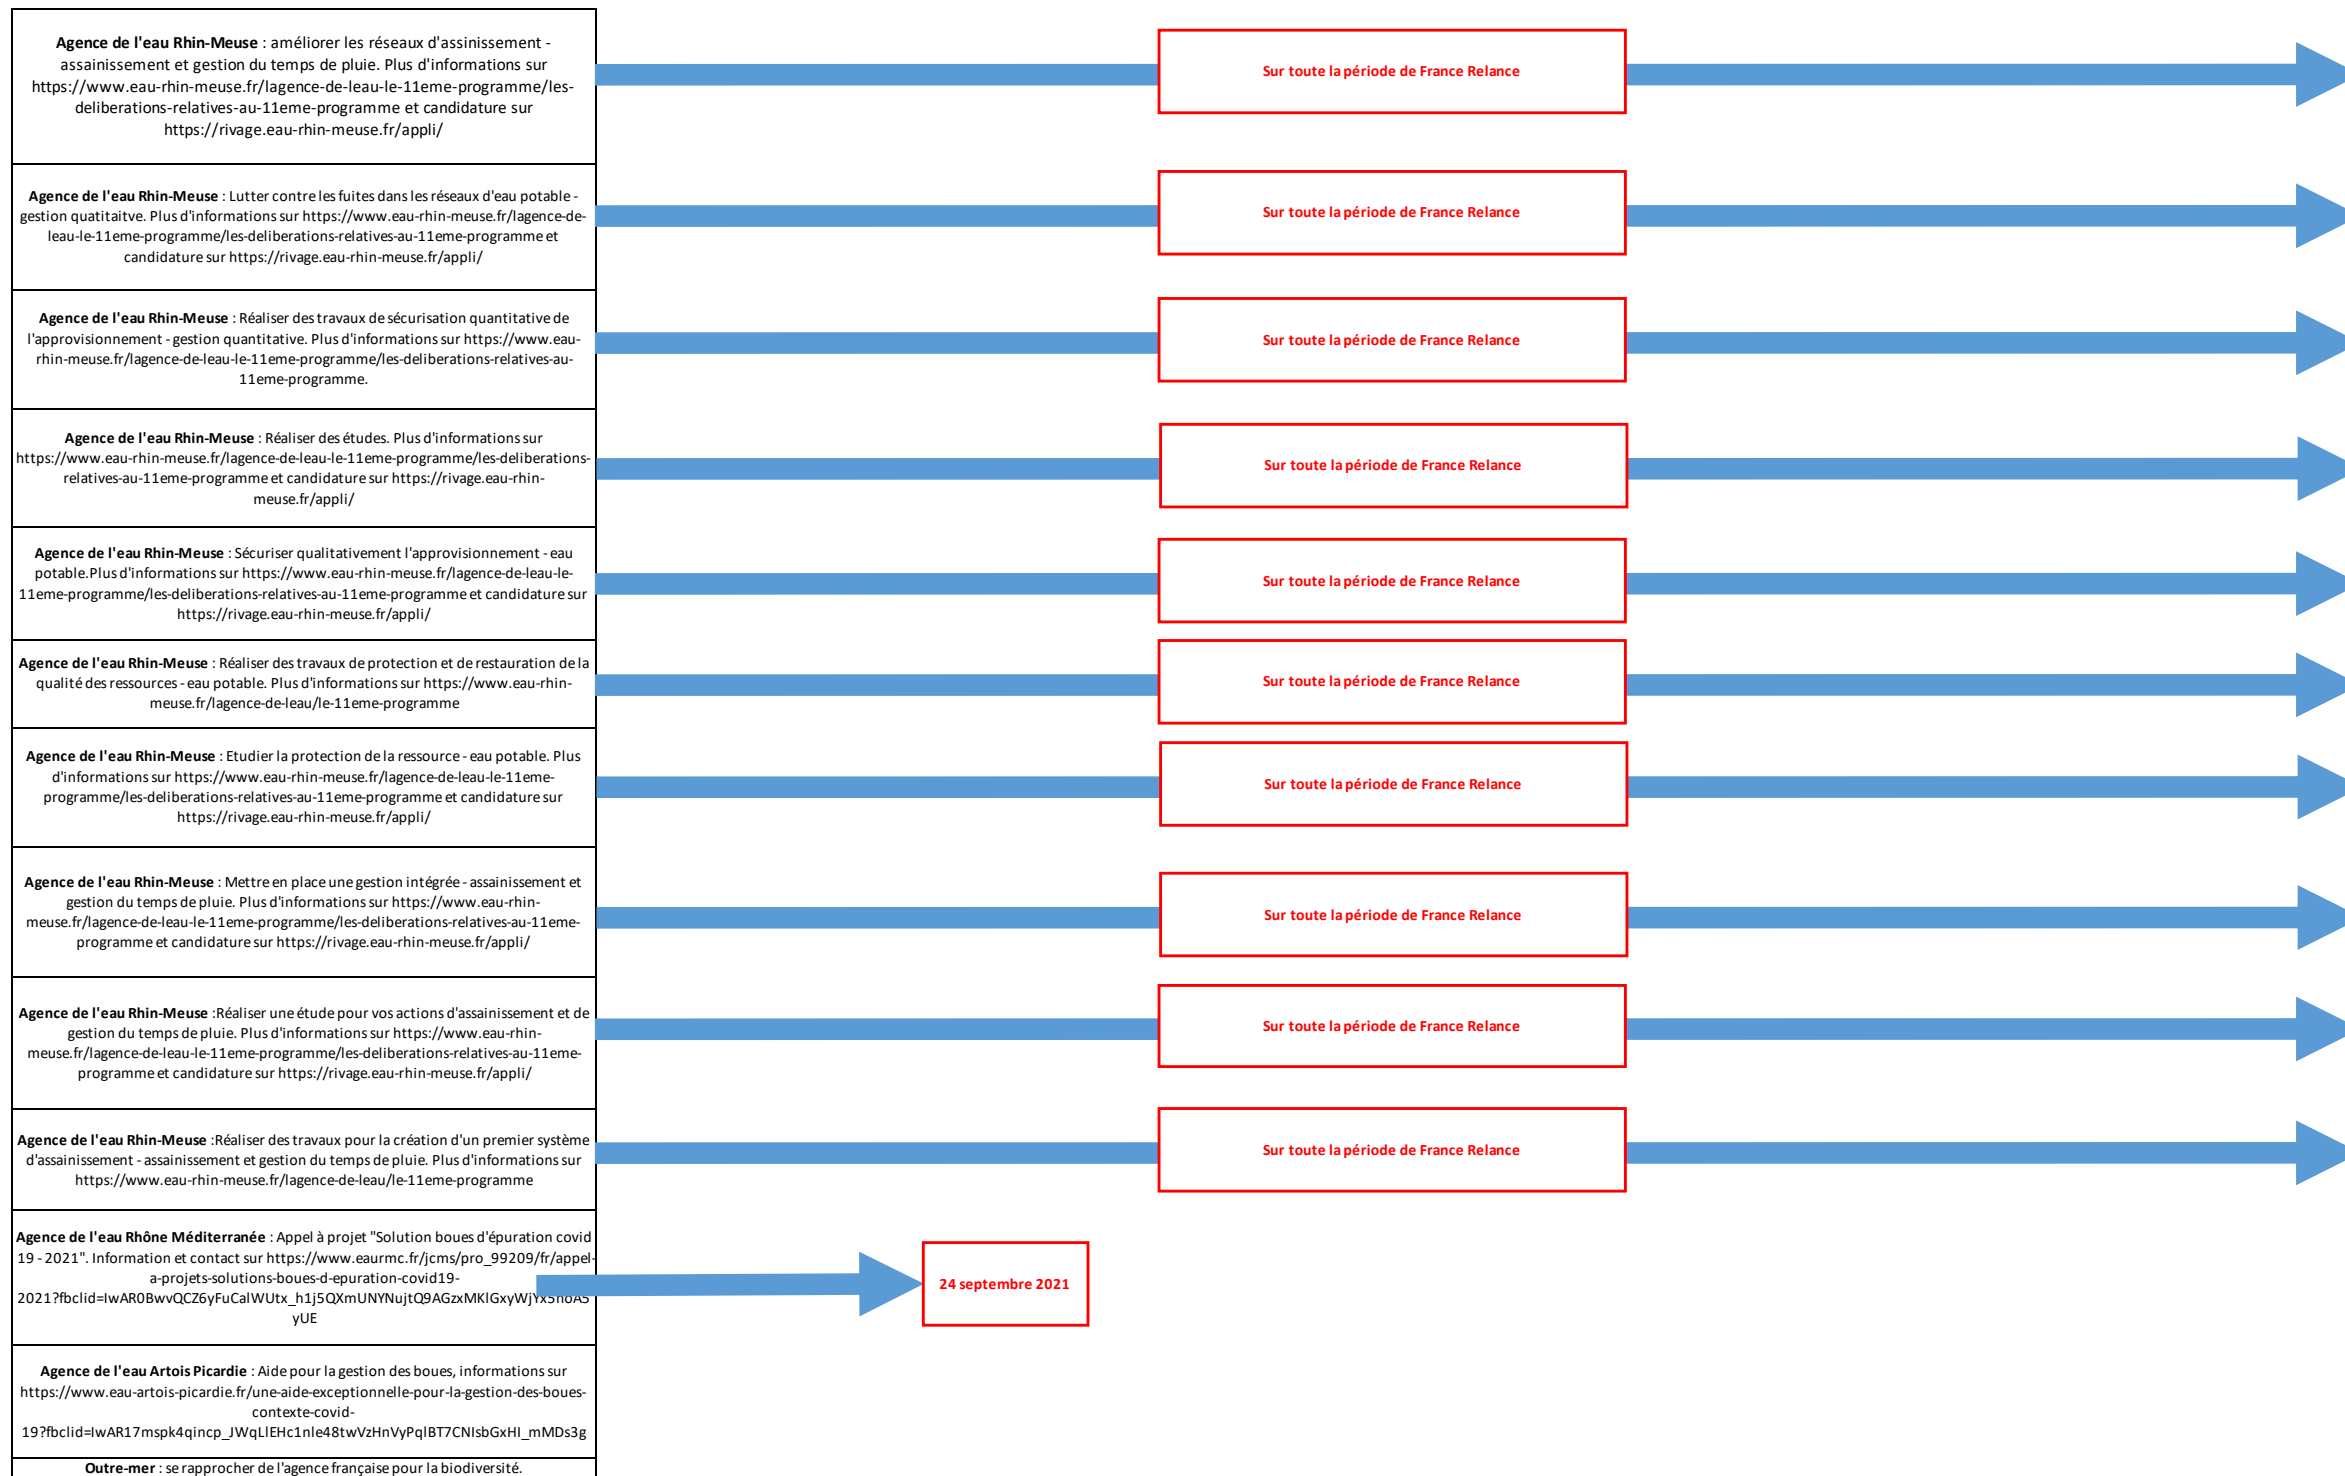 Agence de l'eau Rhin-Meuse : améliorer les réseaux d'assinissement -
assainissement et gestion du temps de pluie. Plus d'informations sur
https://www.eau-rhin-meuse.fr/lagence-de-leau-le-11eme-programme/les-
deliberations-relatives-au-11eme-programme et candidature sur
https://rivage.eau-rhin-meuse.fr/appli/
Sur toute la période de France Relance
Agence de l'eau Rhin-Meuse : Lutter contre les fuites dans les réseaux d'eau potable -
gestion quatitaitve. Plus d'informations sur https://www.eau-rhin-meuse.fr/lagence-de-
leau-le-11eme-programme/les-deliberations-relatives-au-11eme-programme et
candidature sur https://rivage.eau-rhin-meuse.fr/appli/
Sur toute la période de France Relance
Agence de l'eau Rhin-Meuse : Réaliser des travaux de sécurisation quantitative de
l'approvisionnement - gestion quantitative. Plus d'informations sur https://www.eau-
rhin-meuse.fr/lagence-de-leau-le-11eme-programme/les-deliberations-relatives-au-
11eme-programme.
Sur toute la période de France Relance
Agence de l'eau Rhin-Meuse : Réaliser des études. Plus d'informations sur
https://www.eau-rhin-meuse.fr/lagence-de-leau-le-11eme-programme/les-deliberations-
relatives-au-11eme-programme et candidature sur https://rivage.eau-rhin-
meuse.fr/appli/
Sur toute la période de France Relance
Agence de l'eau Rhin-Meuse : Sécuriser qualitativement l'approvisionnement - eau
potable.Plus d'informations sur https://www.eau-rhin-meuse.fr/lagence-de-leau-le-
11eme-programme/les-deliberations-relatives-au-11eme-programme et candidature sur
https://rivage.eau-rhin-meuse.fr/appli/
Sur toute la période de France Relance
Agence de l'eau Rhin-Meuse : Réaliser des travaux de protection et de restauration de la
qualité des ressources - eau potable. Plus d'informations sur https://www.eau-rhin-
meuse.fr/lagence-de-leau/le-11eme-programme
Sur toute la période de France Relance
Agence de l'eau Rhin-Meuse : Etudier la protection de la ressource - eau potable. Plus
d'informations sur https://www.eau-rhin-meuse.fr/lagence-de-leau-le-11eme-
programme/les-deliberations-relatives-au-11eme-programme et candidature sur
https://rivage.eau-rhin-meuse.fr/appli/
Sur toute la période de France Relance
Agence de l'eau Rhin-Meuse : Mettre en place une gestion intégrée - assainissement et
gestion du temps de pluie. Plus d'informations sur https://www.eau-rhin-
meuse.fr/lagence-de-leau-le-11eme-programme/les-deliberations-relatives-au-11eme-
programme et candidature sur https://rivage.eau-rhin-meuse.fr/appli/
Sur toute la période de France Relance
Agence de l'eau Rhin-Meuse :Réaliser une étude pour vos actions d'assainissement et de
gestion du temps de pluie. Plus d'informations sur https://www.eau-rhin-
meuse.fr/lagence-de-leau-le-11eme-programme/les-deliberations-relatives-au-11eme-
programme et candidature sur https://rivage.eau-rhin-meuse.fr/appli/
Sur toute la période de France Relance
Agence de l'eau Rhin-Meuse :Réaliser des travaux pour la création d'un premier système
d'assainissement - assainissement et gestion du temps de pluie. Plus d'informations sur
https://www.eau-rhin-meuse.fr/lagence-de-leau/le-11eme-programme
Sur toute la période de France Relance
Agence de l'eau Rhône Méditerranée : Appel à projet "Solution boues d'épuration covid
19 - 2021". Information et contact sur https://www.eaurmc.fr/jcms/pro_99209/fr/appel-
a-projets-solutions-boues-d-epuration-covid19-
2021?fbclid=IwAR0BwvQCZ6yFuCalWUtx_h1j5QXmUNYNujtQ9AGzxMKlGxyWjYx5noA5
yUE
24 septembre 2021
Agence de l'eau Artois Picardie : Aide pour la gestion des boues, informations sur
https://www.eau-artois-picardie.fr/une-aide-exceptionnelle-pour-la-gestion-des-boues-
contexte-covid-
19?fbclid=IwAR17mspk4qincp_JWqLlEHc1nle48twVzHnVyPqlBT7CNIsbGxHI_mMDs3g
Outre-mer : se rapprocher de l'agence française pour la biodiversité.